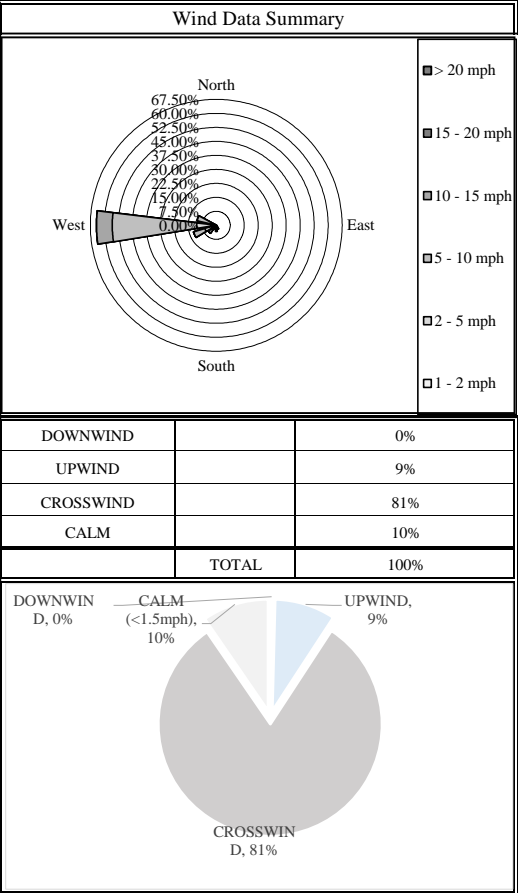 Wind Data Summary
North
67.50%
60.00%
52.50%
45.00%
37.50%
30.00%
22.50%
15.00%
7.50%
0.00%
West
East
South
> 20 mph
15 - 20 mph
10 - 15 mph
5 - 10 mph
2 - 5 mph
1 - 2 mph
DOWNWIND 0%
UPWIND 9%
CROSSWIND 81%
CALM 10%
TOTAL 100%
DOWNWIN
D, 0%
CALM
(<1.5mph),
10%
UPWIND,
9%
CROSSWIN
D, 81%